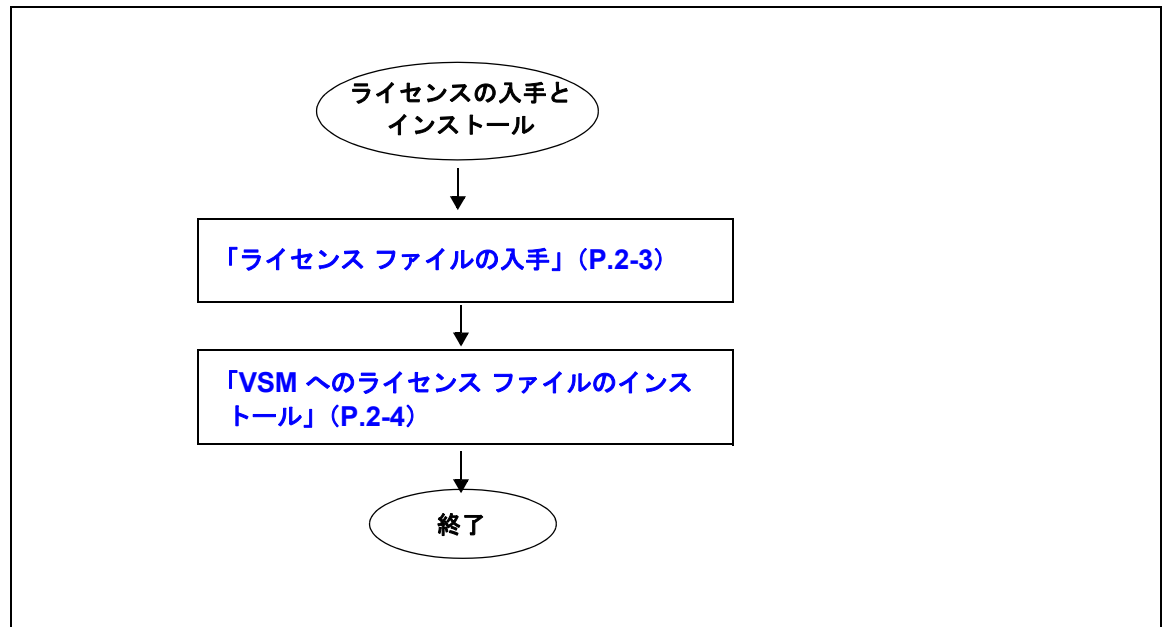 ライセンスの入手と
インストール
「ライセンス ファイルの入手」(P.2-3)
「VSM へのライセンス ファイルのインス
トール」(P.2-4)
終了